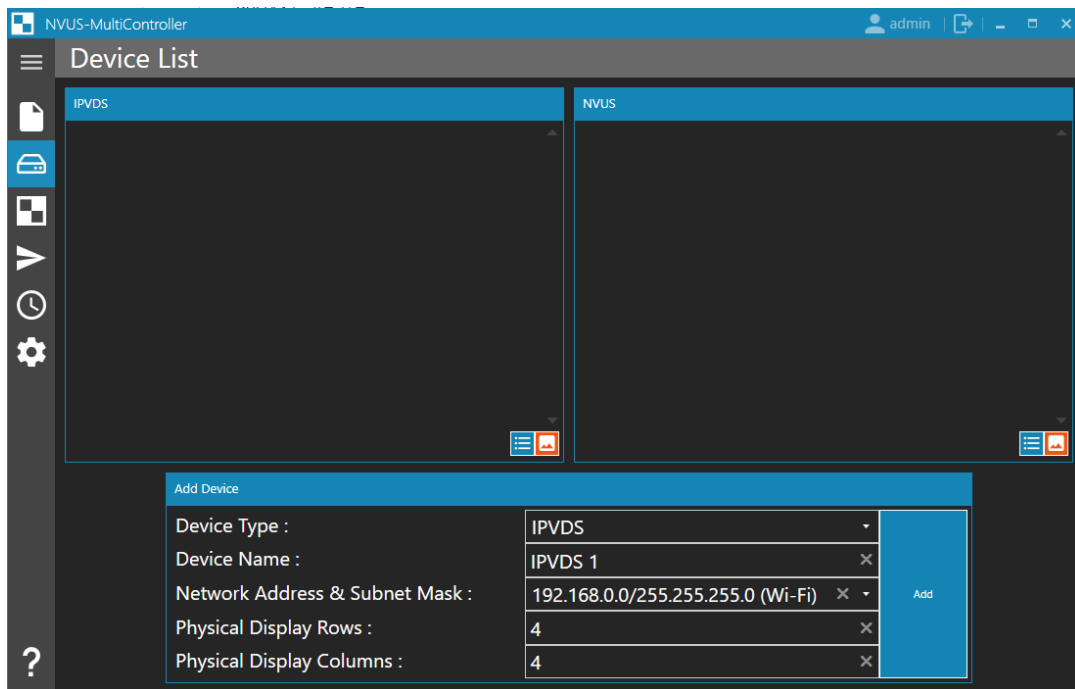 NVUS-MultiController
admin
Device List
IPVDS
NVUS
Add Device
Device Type :
IPVDS
Device Name :
IPVDS 1
Network Address & Subnet Mask :
192.168.0.0/255.255.255.0 (Wi-Fi)
Add
Physical Display Rows :
4
Physical Display Columns :
4
?